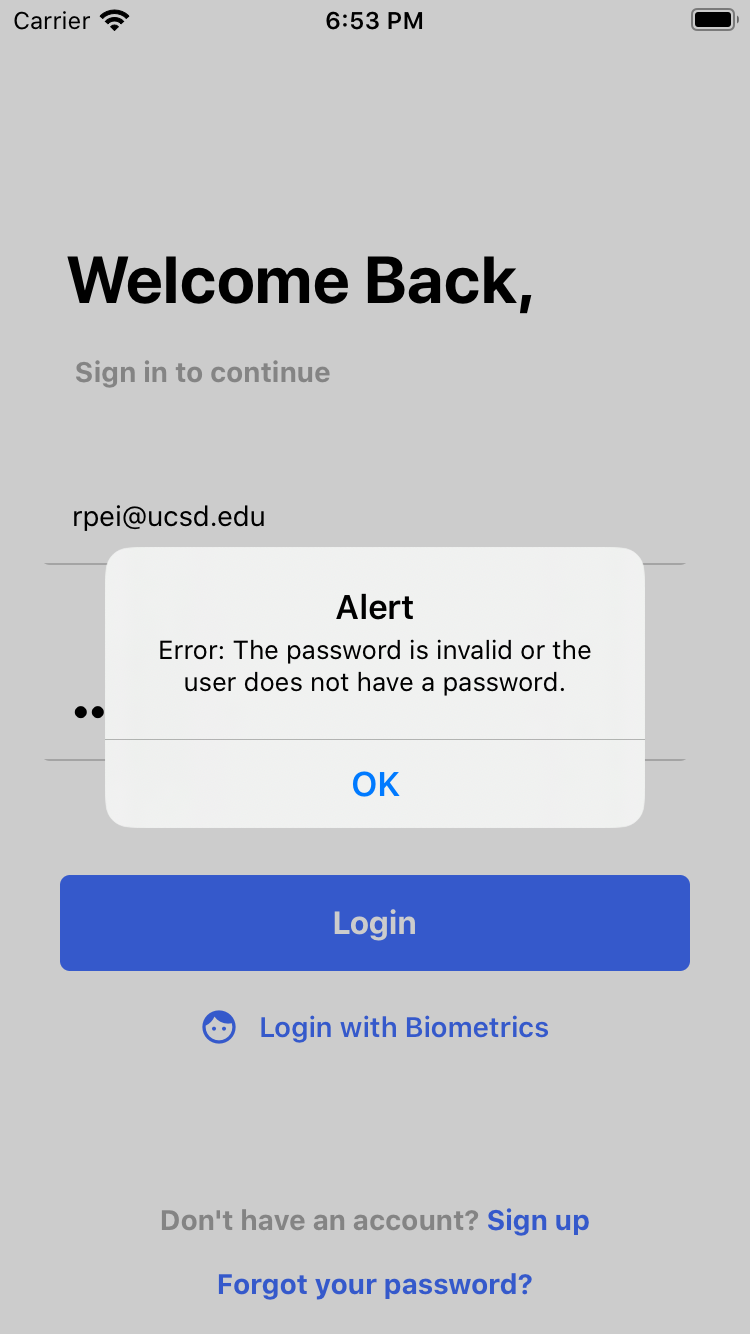 Carrier 6:53 PM
Welcome Back,
Sign in to continue
rpei@ucsd.edu
Alert
Error: The password is invalid or the
user does not have a password.
OK
Login
Login with Biometrics
Don't have an account? Sign up
Forgot your password?